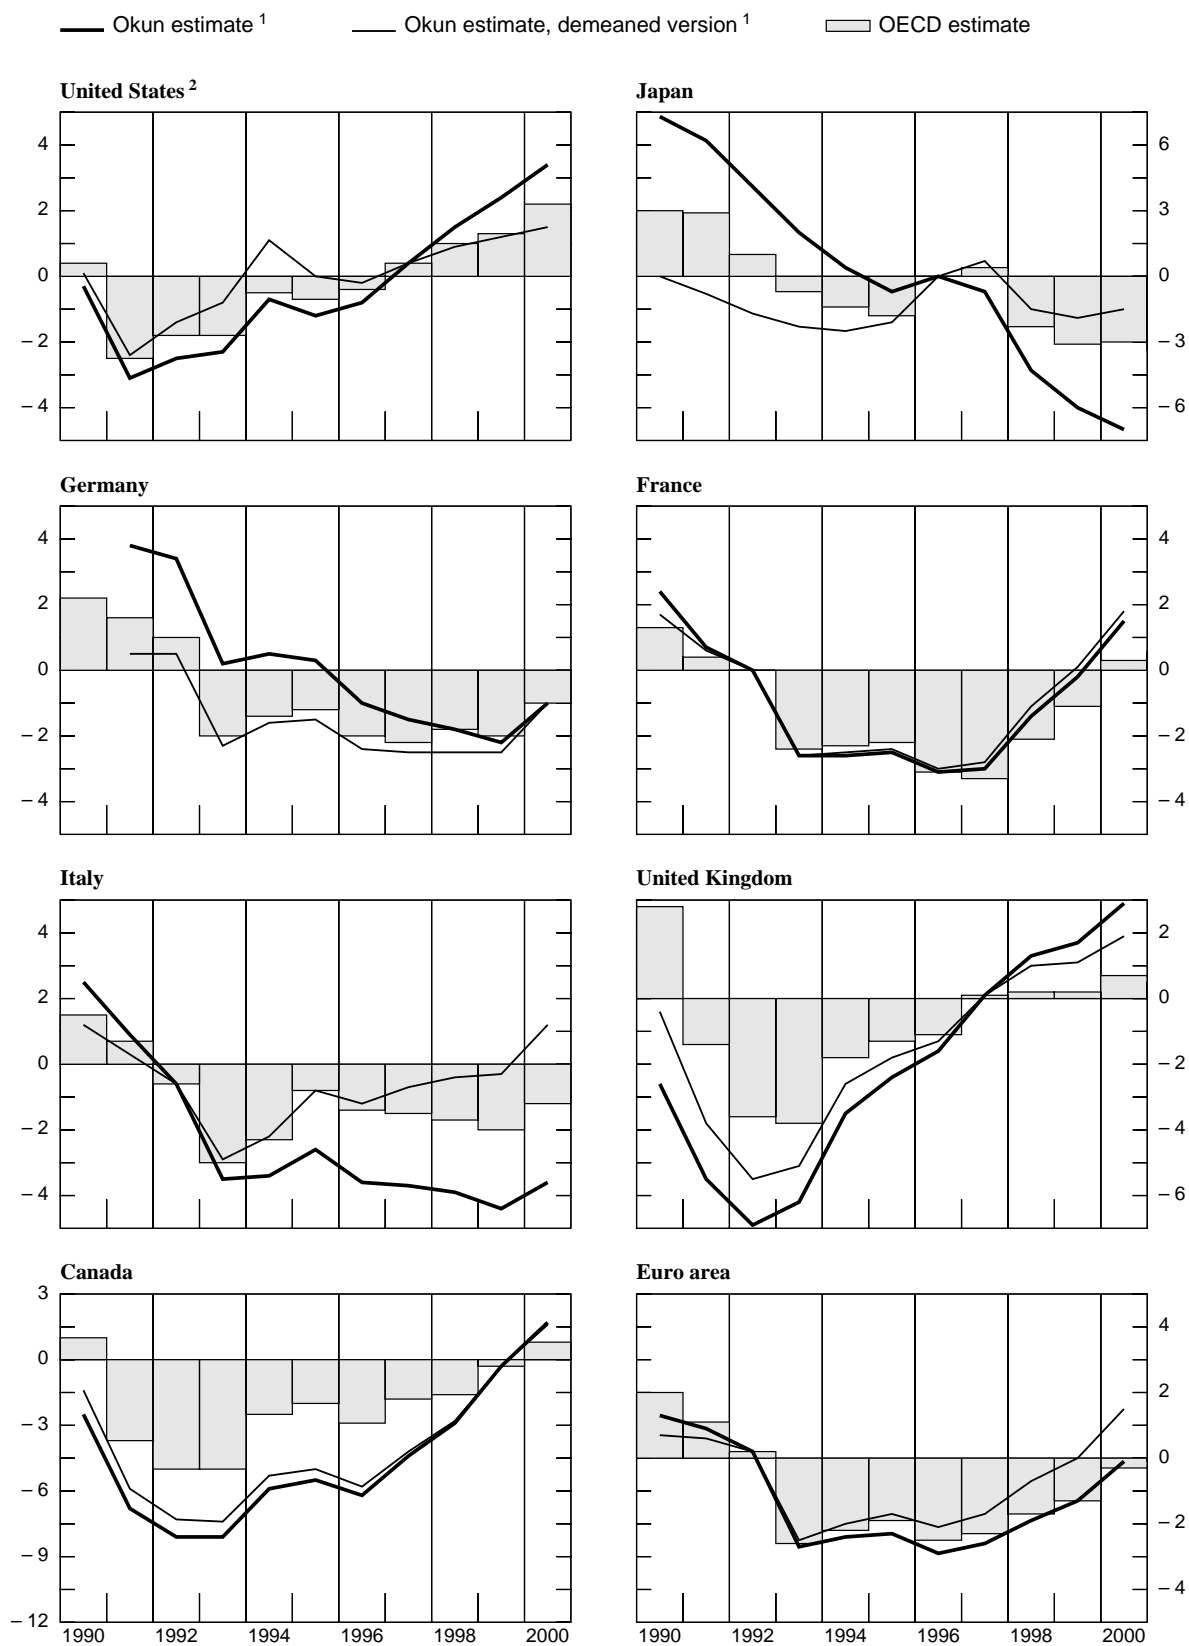 Okun estimate 1 Okun estimate, demeaned version 1 OECD estimate
United States 2 Japan
4 6
2 3
0 0
– 2 – 3
– 4 – 6
Germany France
4 4
2 2
0 0
– 2 – 2
– 4 – 4
Italy United Kingdom
4 2
2 0
0 – 2
– 2 – 4
– 4 – 6
Canada Euro area
3 4
0 2
– 3 0
– 6 – 2
– 9 – 4
– 12
1990 1992 1994 1996 1998 2000 1990 1992 1994 1996 1998 2000